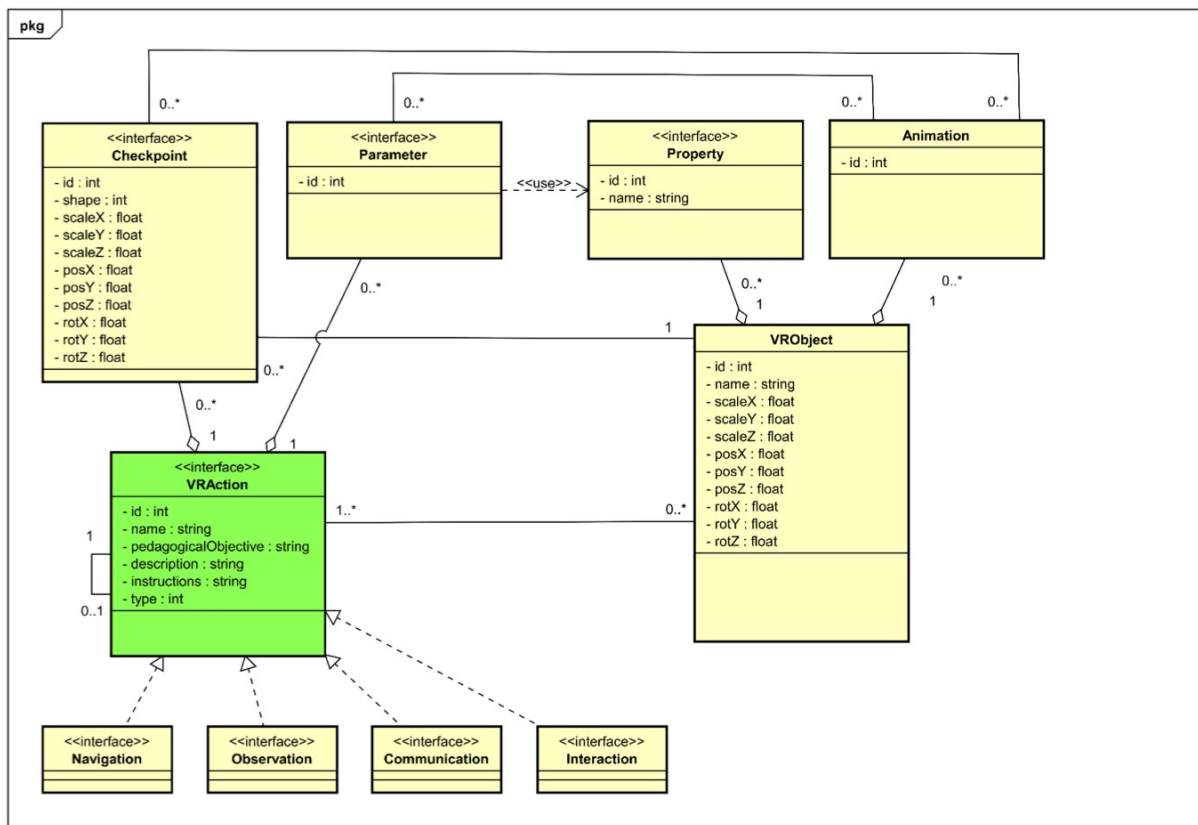 pkg
0..*
0..*
0..*
0..*
<<interface>>
Checkpoint
- id : int
- shape : int
- scaleX : float
- scaleY : float
- scaleZ : float
- posX : float
- posY : float
- posZ : float
- rotX : float
- rotY : float
- rotZ : float
<<interface>>
Parameter
- id : int
<<use>>
<<interface>>
Property
- id : int
- name : string
Animation
- id : int
0..*
0..*
1
0..*
1
1
0..*
VRObject
- id : int
- name : string
- scaleX : float
- scaleY : float
- scaleZ : float
- posX : float
- posY : float
- posZ : float
- rotX : float
- rotY : float
- rotZ : float
0..*
1
1
<<interface>>
VRAction
- id : int
- name : string
- pedagogicalObjective : string
- description : string
- instructions : string
- type : int
1
0..1
1..*
0..*
<<interface>>
Navigation
<<interface>>
Observation
<<interface>>
Communication
<<interface>>
Interaction